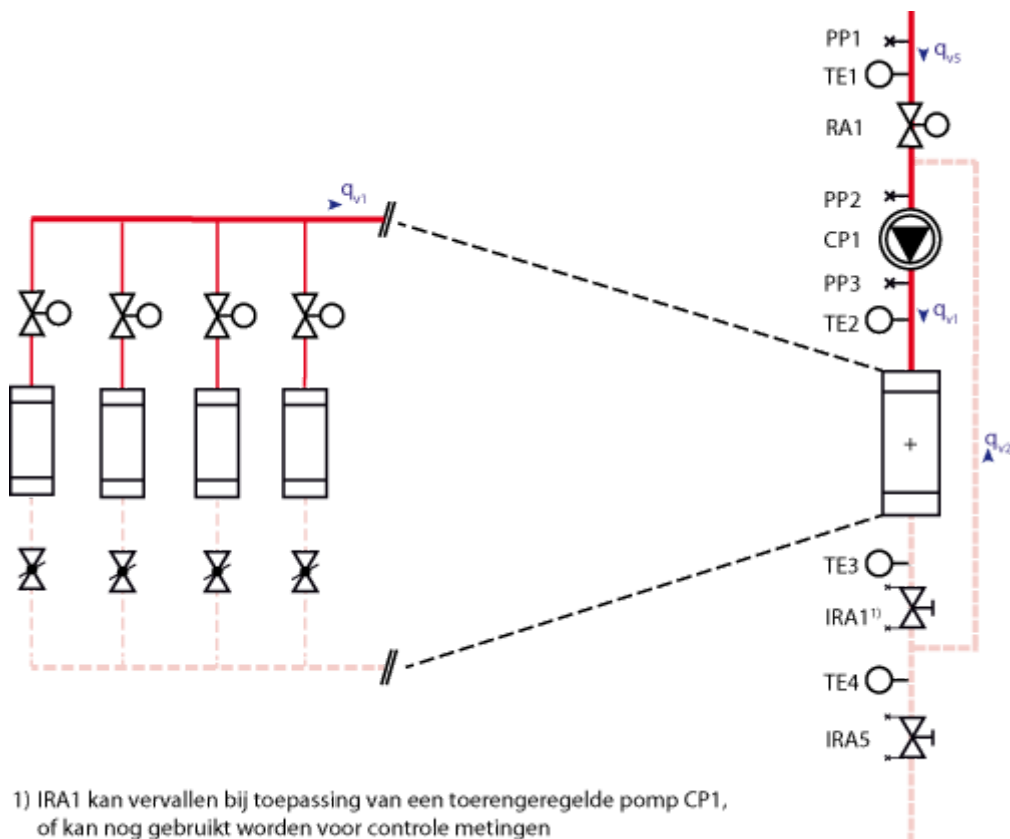 PP1
qv5
TE1
RA1
qv1
PP2
CP1
PP3
TE2
qv1
qv2
TE3
IRA1 1)
TE4
IRA5
1) IRA1 kan vervallen bij toepassing van een toerengeregelde pomp CP1,
of kan nog gebruikt worden voor controle metingen